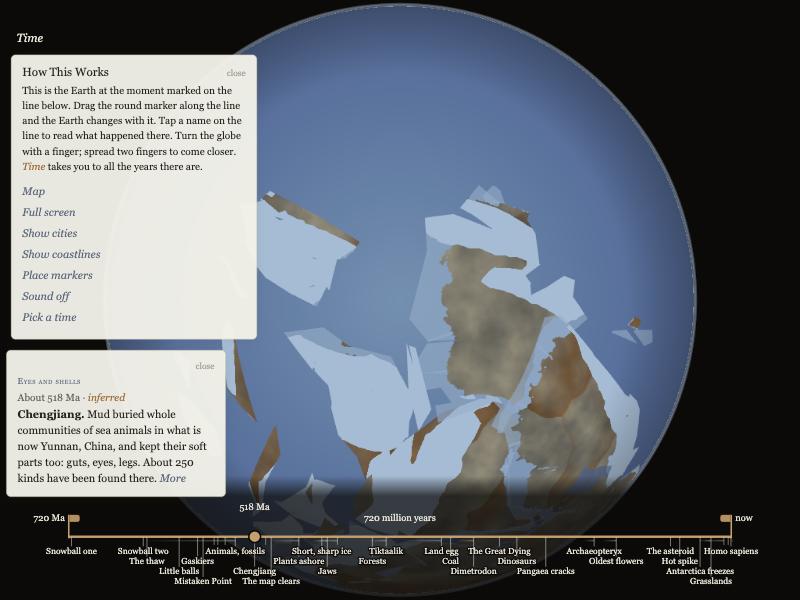 Time
How This Works
close
This is the Earth at the moment marked on the
line below. Drag the round marker along the line
and the Earth changes with it. Tap a name on the
line to read what happened there. Turn the globe
with a finger; spread two fingers to come closer.
Time takes you to all the years there are.
Map
Full screen
Show cities
Show coastlines
Place markers
Sound off
Pick a time
close
Eyes and shells
About 518 Ma · inferred
Chengjiang. Mud buried whole
communities of sea animals in what is
now Yunnan, China, and kept their soft
parts too: guts, eyes, legs. About 250
kinds have been found there. More
518 Ma
720 Ma
720 million years
now
Snowball one
Snowball two
Animals, fossils
Short, sharp ice
Tiktaalik
Land egg
The Great Dying
Archaeopteryx
The asteroid
Homo sapiens
The thaw
Gaskiers
Plants ashore
Forests
Coal
Dinosaurs
Oldest flowers
Hot spike
Little balls
Chengjiang
Jaws
Dimetrodon
Pangaea cracks
Antarctica freezes
Mistaken Point
The map clears
Grasslands